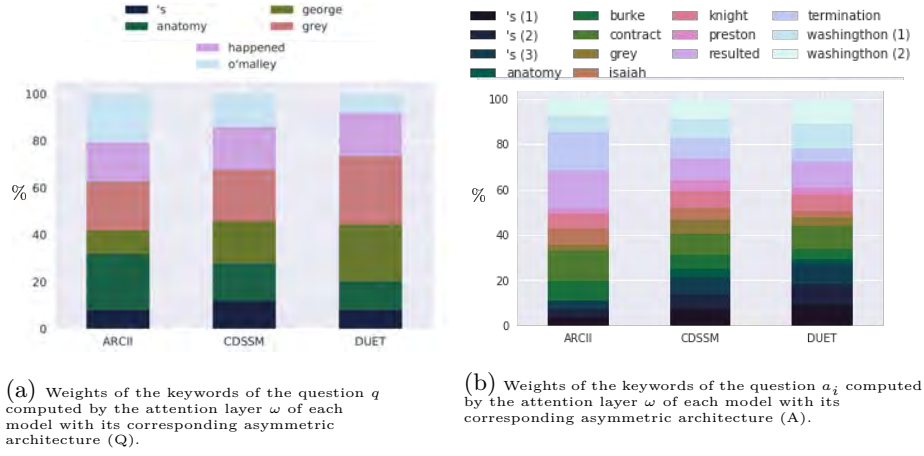 's
anatomy
george
grey
happened
o'malley
100
80
60
40
20
0
%
ARCII
CDSSM
DUET
(a) Weights of the keywords of the question q
computed by the attention layer ω of each
model with its corresponding asymmetric
architecture (Q).
's (1)
's (2)
's (3)
anatomy
burke
contract
grey
isaiah
knight
preston
resulted
termination
washingthon (1)
washingthon (2)
100
80
60
40
20
0
%
ARCII
CDSSM
DUET
(b) Weights of the keywords of the question aᵢ computed
by the attention layer ω of each model with its
corresponding asymmetric architecture (A).